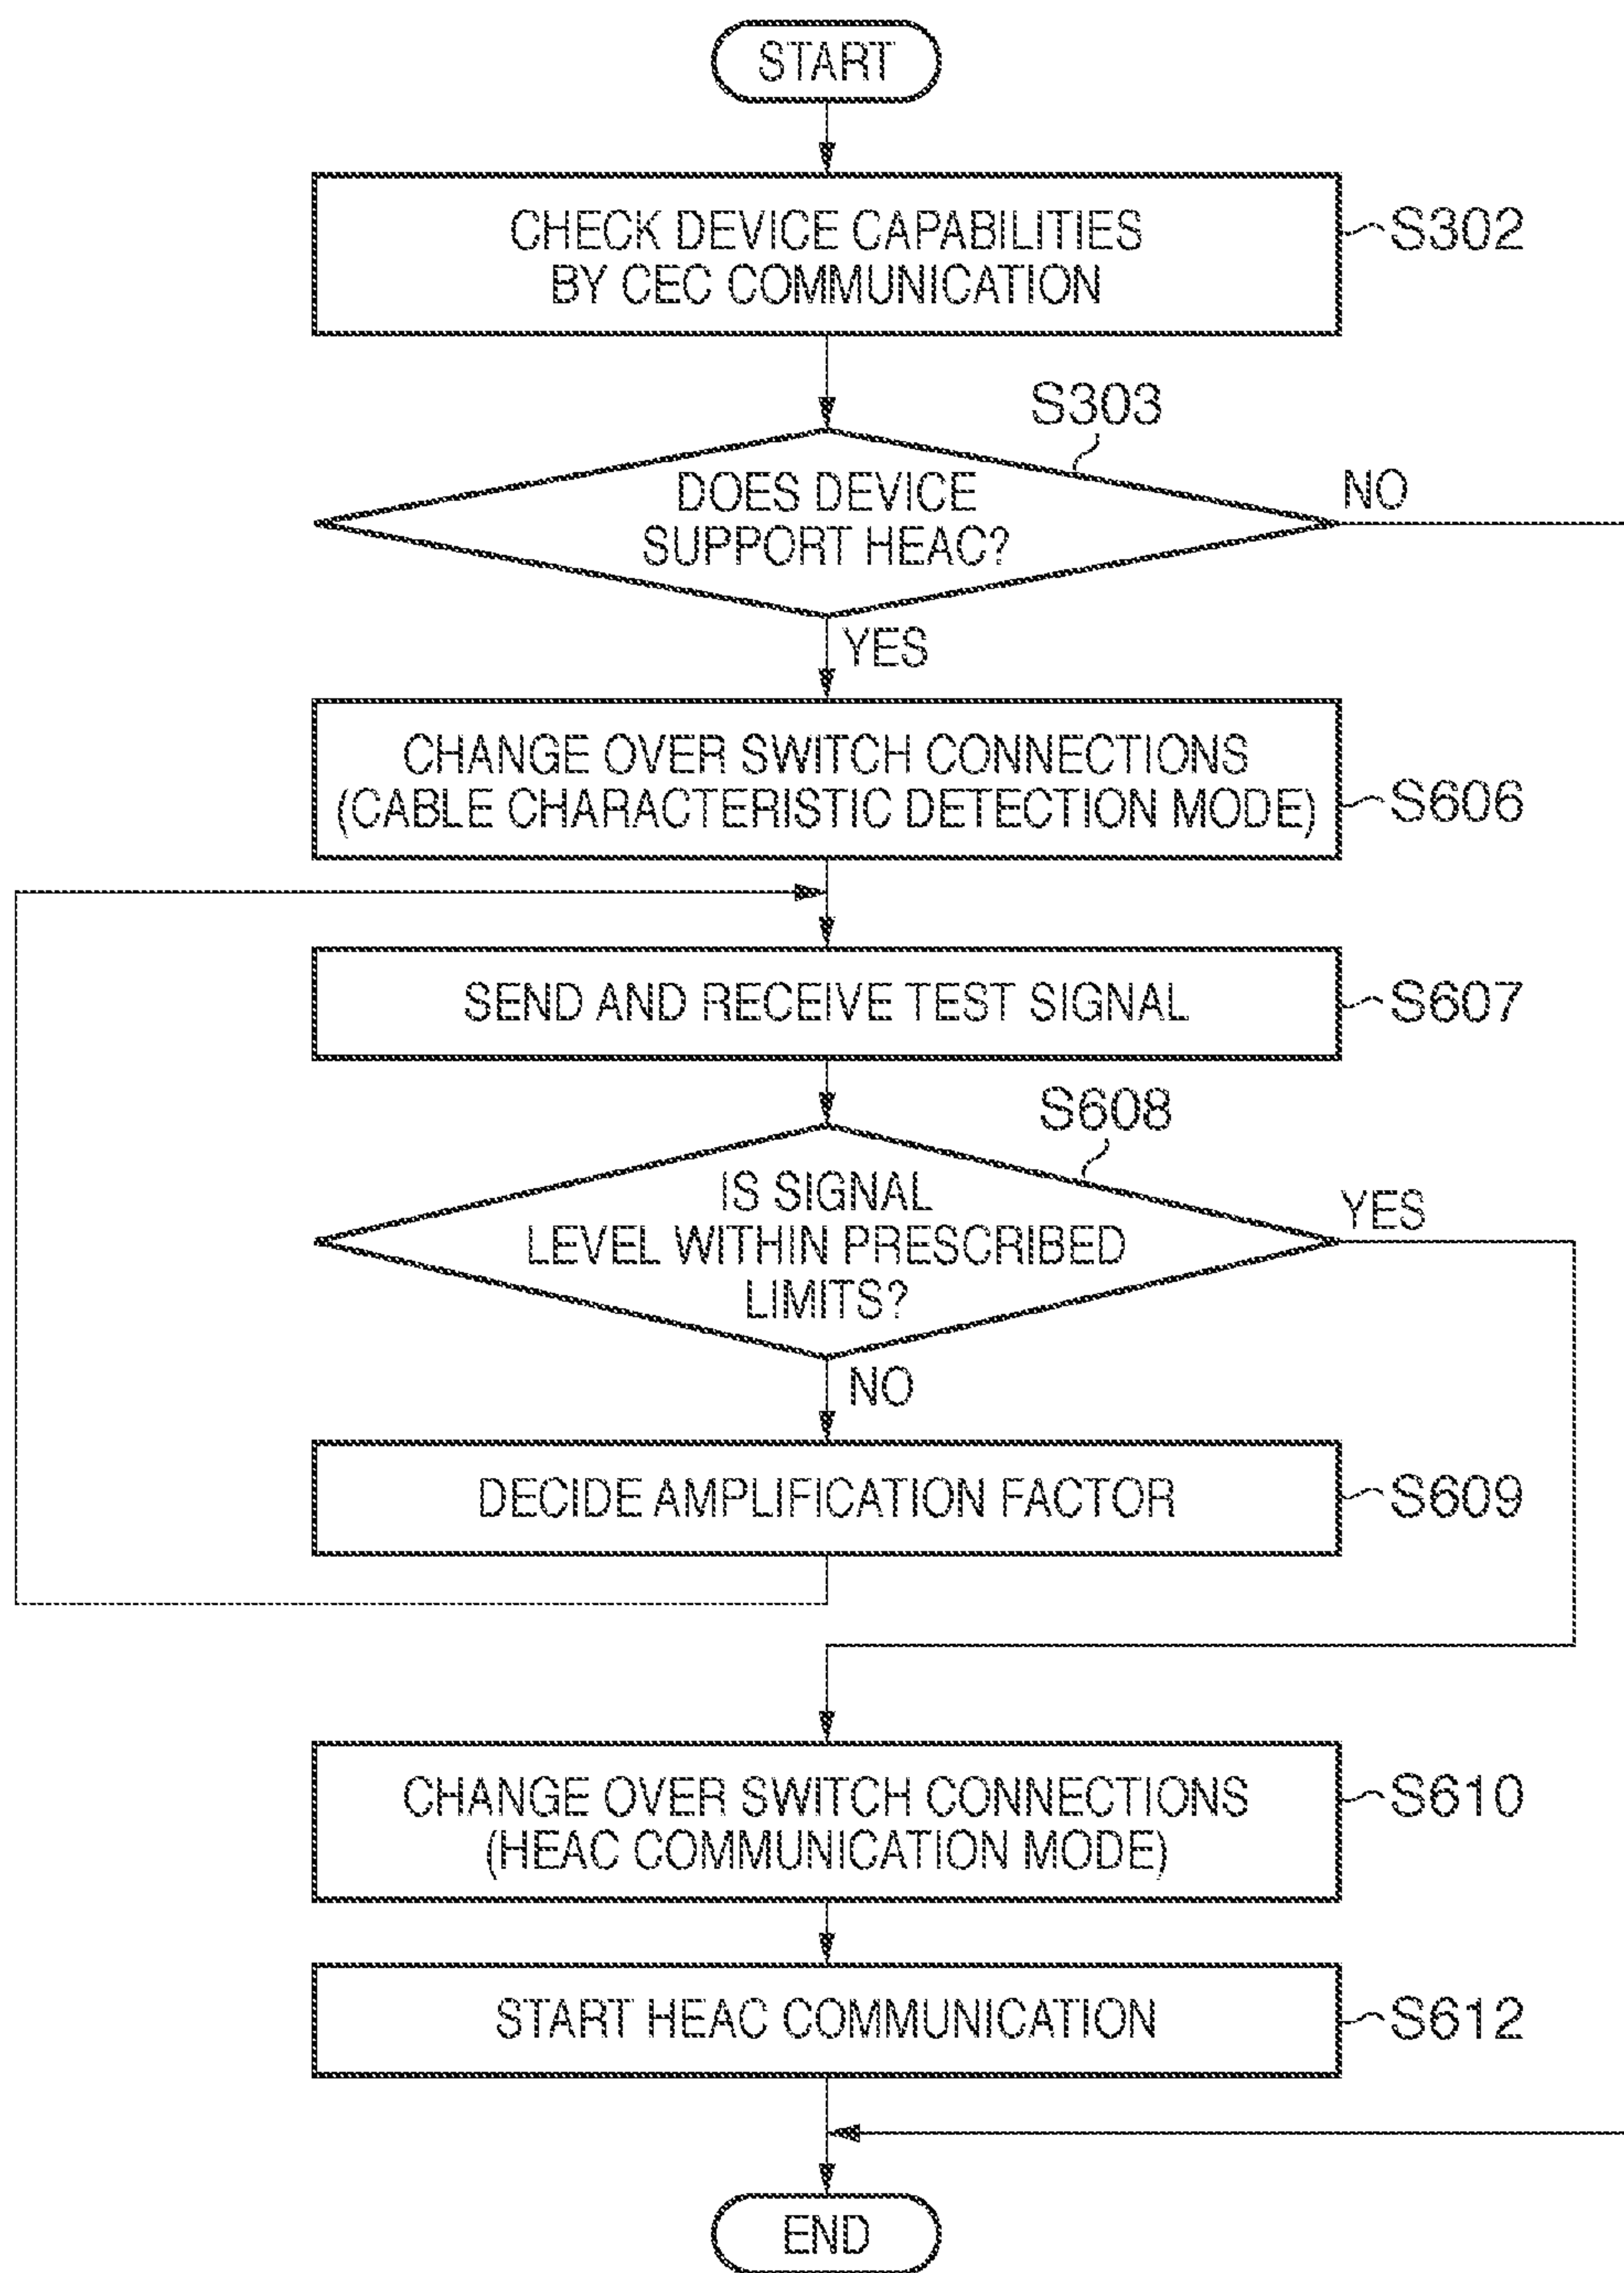 START
CHECK DEVICE CAPABILITIES
BY CEC COMMUNICATION
S302
S303
DOES DEVICE
SUPPORT HEAC?
NO
YES
CHANGE OVER SWITCH CONNECTIONS
(CABLE CHARACTERISTIC DETECTION MODE)
S606
SEND AND RECEIVE TEST SIGNAL
S607
S608
IS SIGNAL
LEVEL WITHIN PRESCRIBED
LIMITS?
YES
NO
DECIDE AMPLIFICATION FACTOR
S609
CHANGE OVER SWITCH CONNECTIONS
(HEAC COMMUNICATION MODE)
S610
START HEAC COMMUNICATION
S612
END